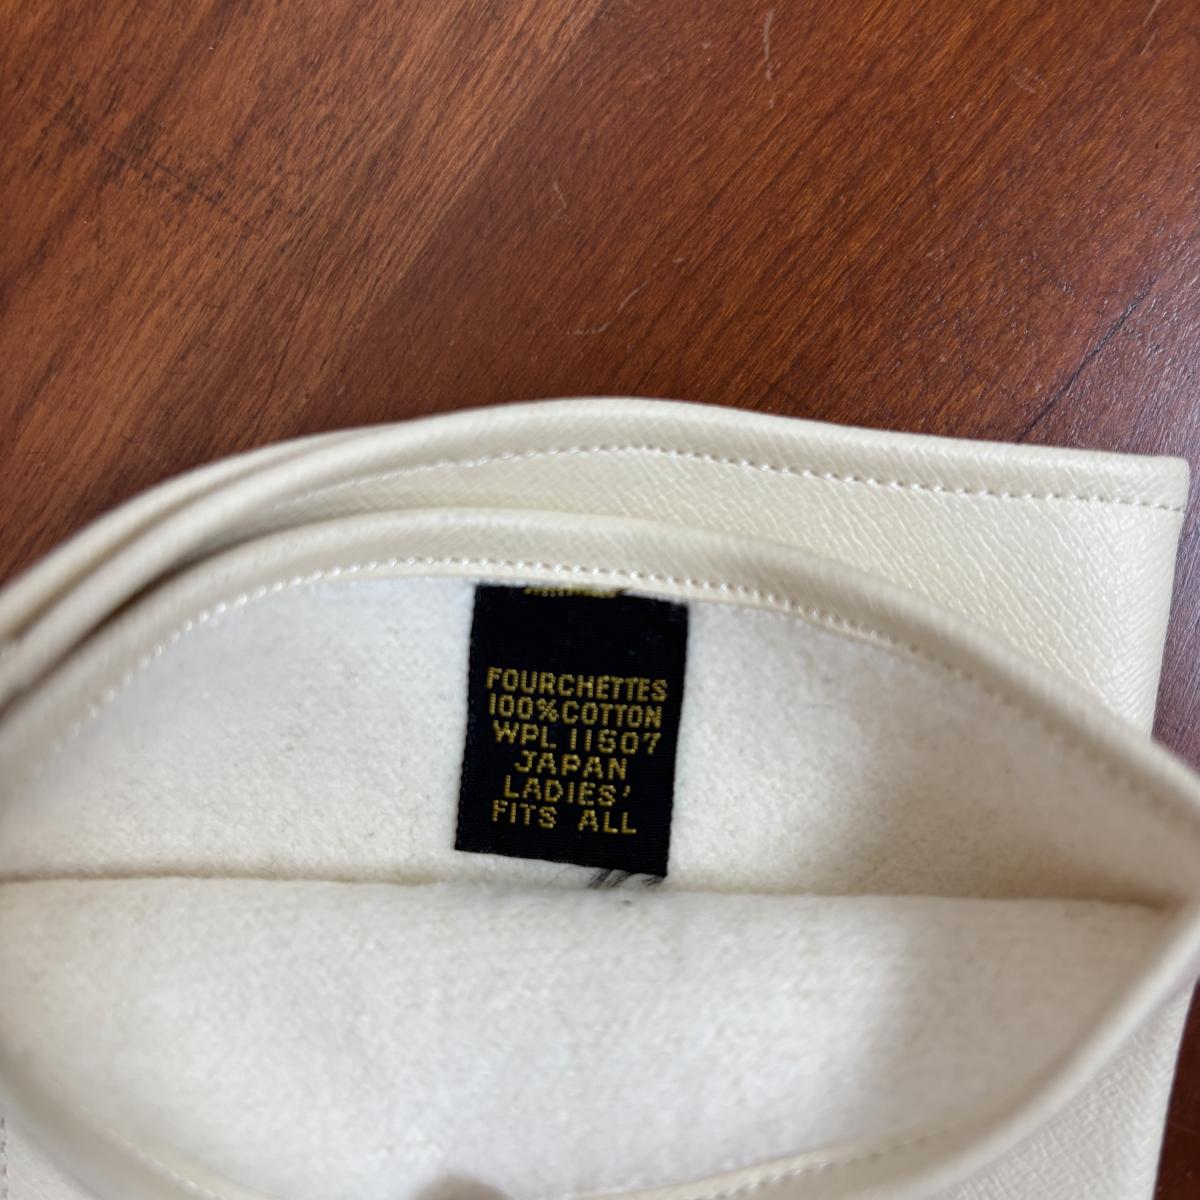 FOURCHETTES
100% COTTON
WPL 11507
JAPAN
LADIES'
FITS ALL